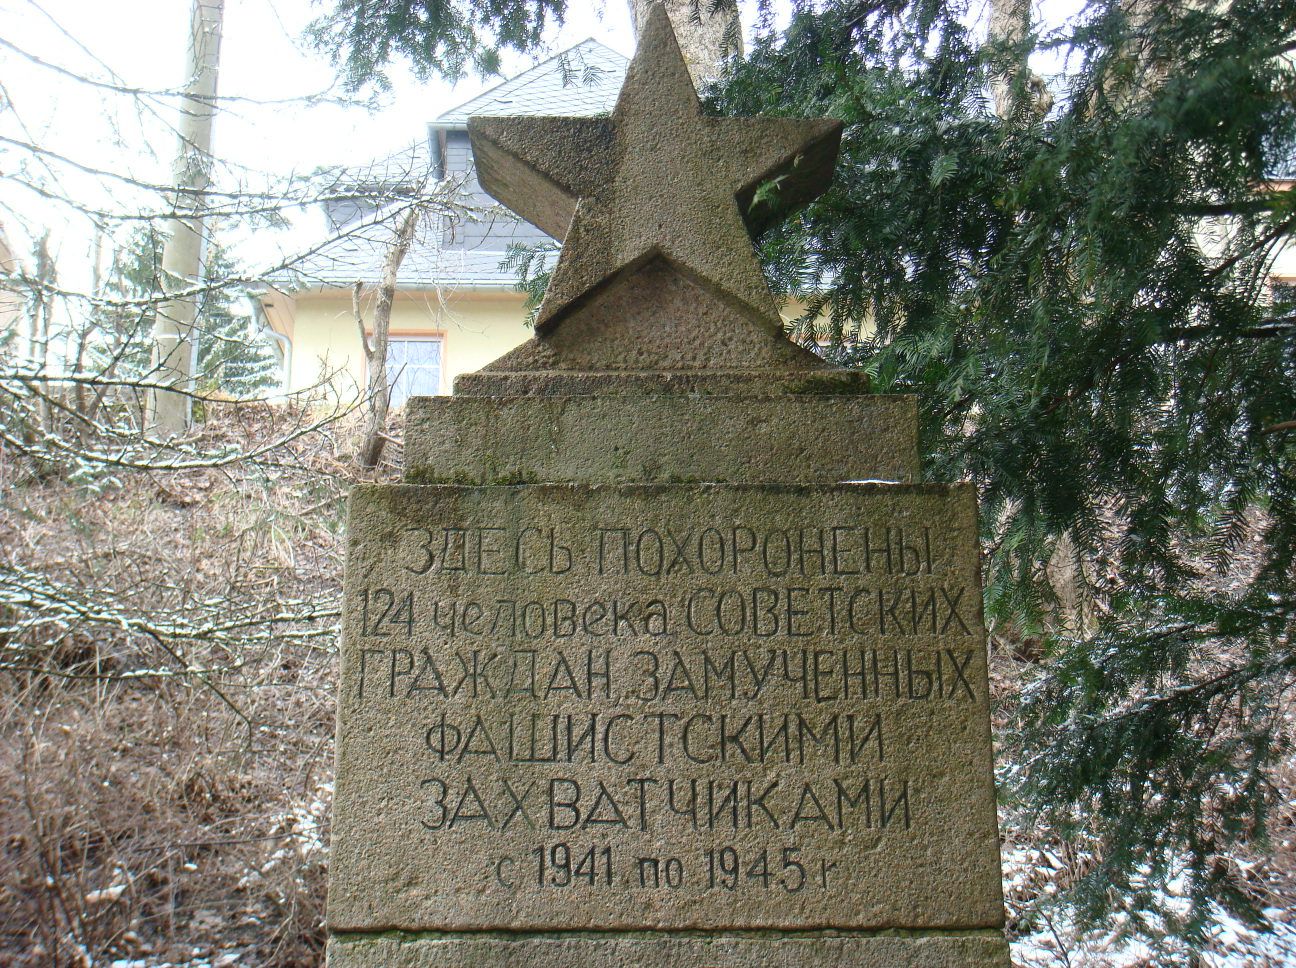 ЗДЕСЬ ПОХОРОНЕНЫ
124 человека СОВЕТСКИХ
ГРАЖДАН, ЗАМУЧЕННЫХ
ФАШИСТСКИМИ
ЗАХВАТЧИКАМИ
с 1941 по 1945 г